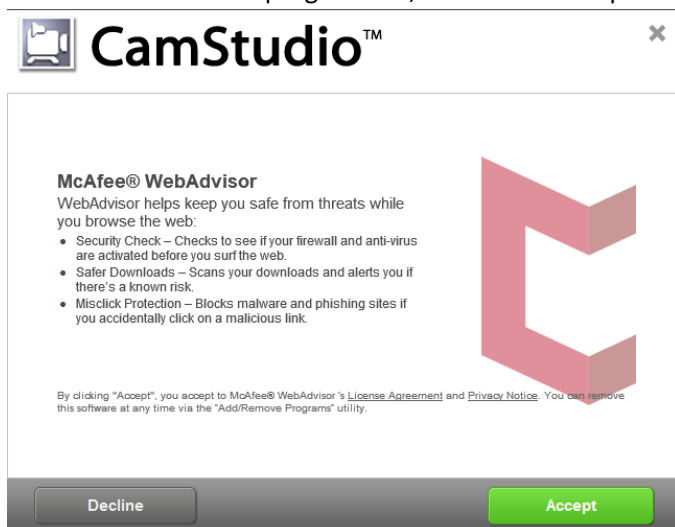 CamStudio™
McAfee® WebAdvisor
WebAdvisor helps keep you safe from threats while
you browse the web:
● Security Check – Checks to see if your firewall and anti-virus
are activated before you surf the web.
● Safer Downloads – Scans your downloads and alerts you if
there's a known risk.
● Misclick Protection – Blocks malware and phishing sites if
you accidentally click on a malicious link.
By clicking "Accept", you accept to McAfee® WebAdvisor 's License Agreement and Privacy Notice. You can remove
this software at any time via the "Add/Remove Programs" utility.
Decline
Accept